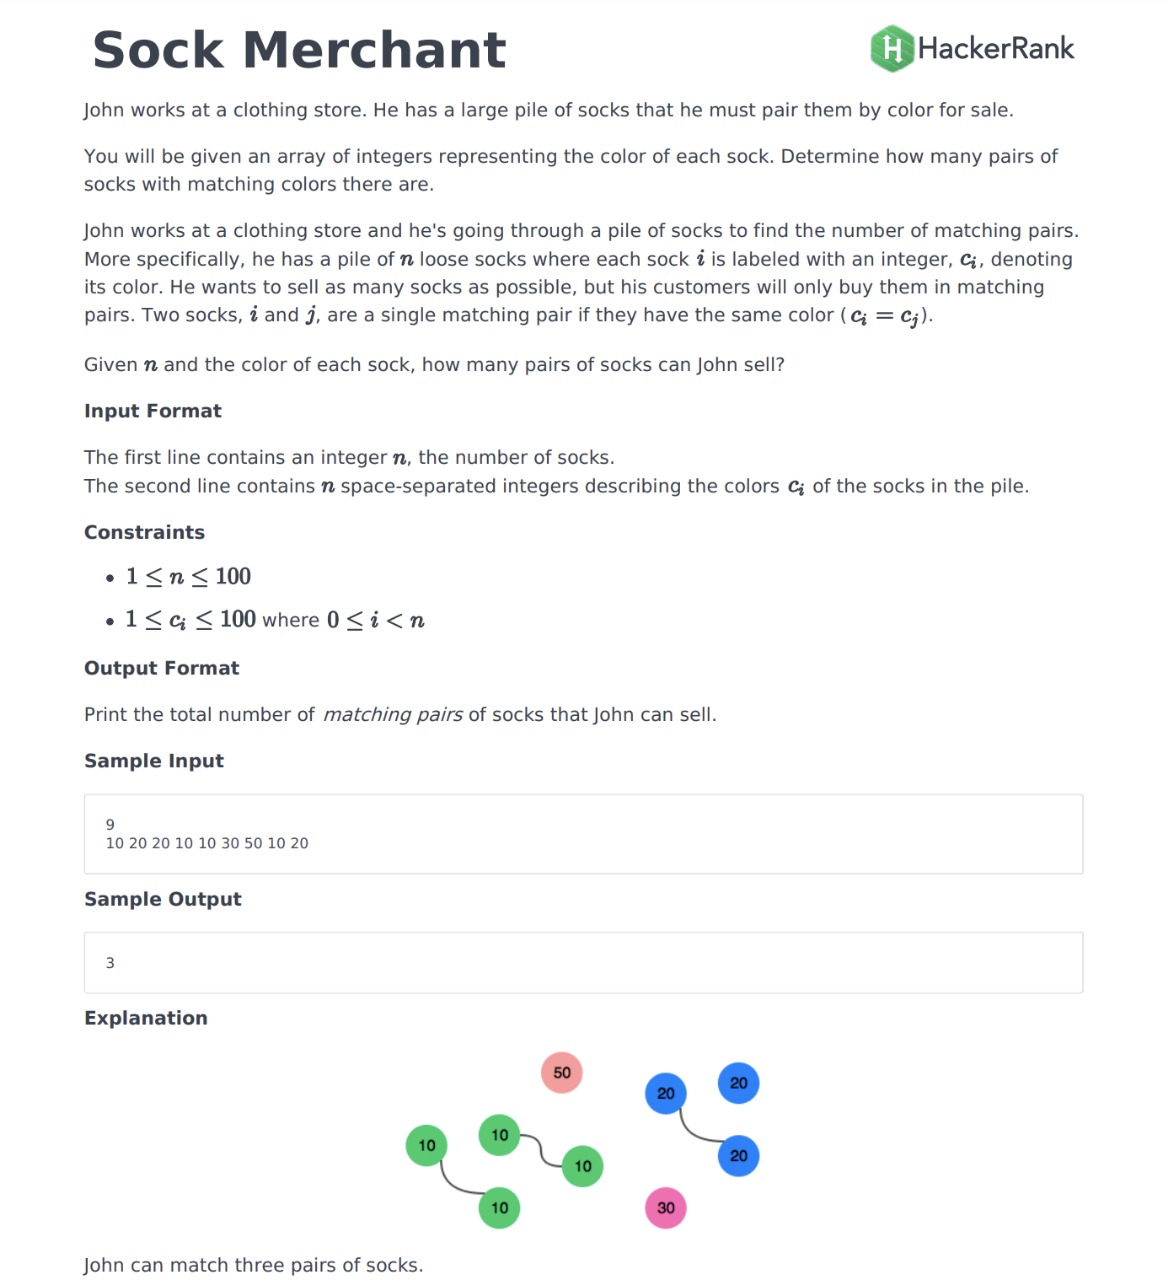 Sock Merchant
HackerRank
John works at a clothing store. He has a large pile of socks that he must pair them by color for sale.
You will be given an array of integers representing the color of each sock. Determine how many pairs of
socks with matching colors there are.
John works at a clothing store and he's going through a pile of socks to find the number of matching pairs.
More specifically, he has a pile of n loose socks where each sock i is labeled with an integer, cᵢ, denoting
its color. He wants to sell as many socks as possible, but his customers will only buy them in matching
pairs. Two socks, i and j, are a single matching pair if they have the same color ( cᵢ = cⱼ).
Given n and the color of each sock, how many pairs of socks can John sell?
Input Format
The first line contains an integer n, the number of socks.
The second line contains n space-separated integers describing the colors cᵢ of the socks in the pile.
Constraints
• 1 ≤ n ≤ 100
• 1 ≤ cᵢ ≤ 100 where 0 ≤ i < n
Output Format
Print the total number of matching pairs of socks that John can sell.
Sample Input
9
10 20 20 10 10 30 50 10 20
Sample Output
3
Explanation
50
20
20
10
10
10
20
10
30
John can match three pairs of socks.